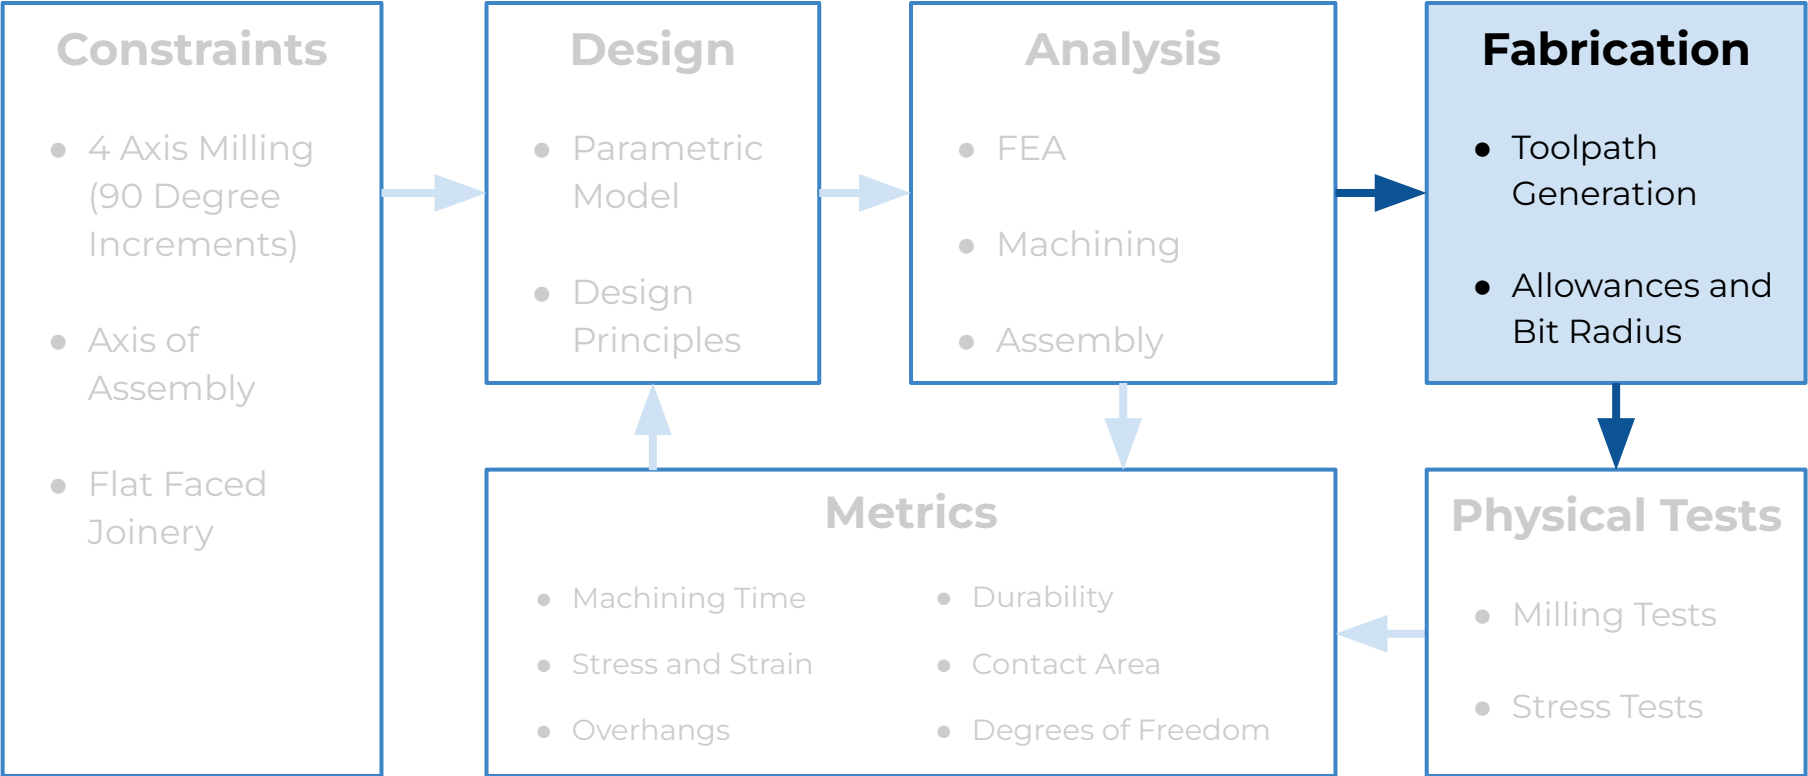 Constraints
● 4 Axis Milling
(90 Degree
Increments)
● Axis of
Assembly
● Flat Faced
Joinery
Design
● Parametric
Model
● Design
Principles
Analysis
● FEA
● Machining
● Assembly
Fabrication
● Toolpath
Generation
● Allowances and
Bit Radius
Metrics
● Machining Time
● Stress and Strain
● Overhangs
● Durability
● Contact Area
● Degrees of Freedom
Physical Tests
● Milling Tests
● Stress Tests